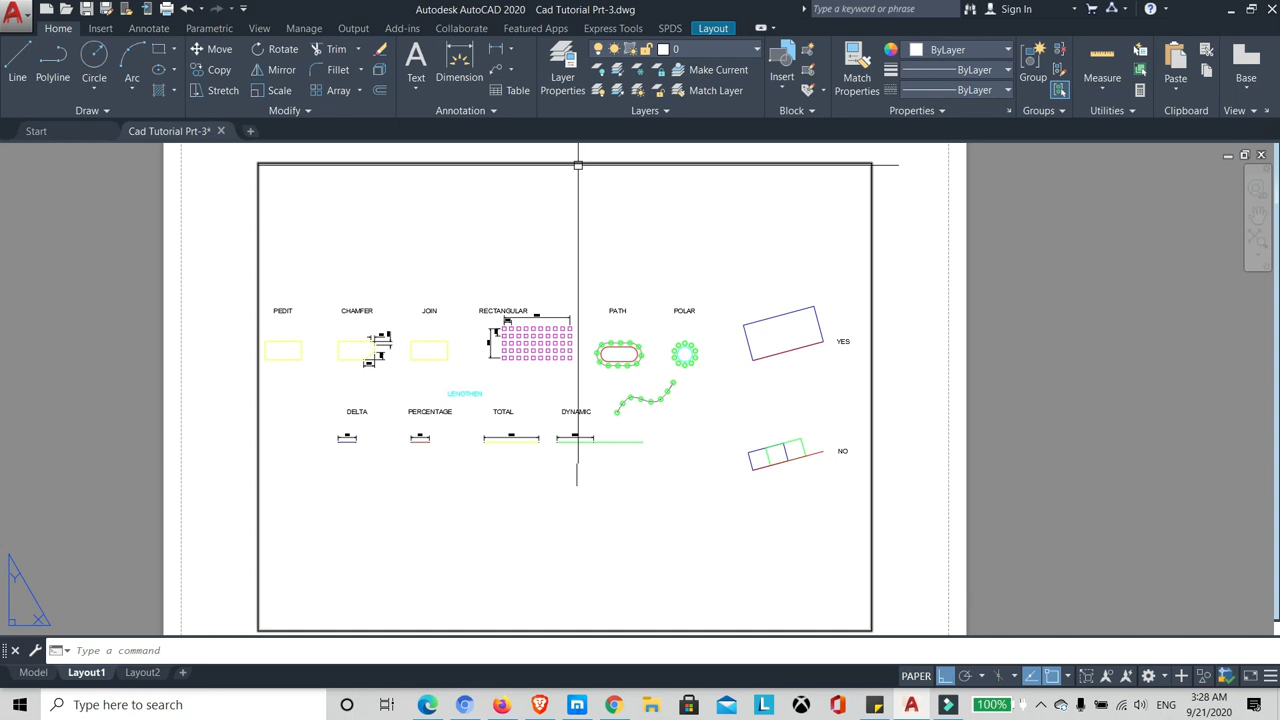 Autodesk AutoCAD 2020 Cad Tutorial Prt-3.dwg
Type a keyword or phrase
Sign In
Home Insert Annotate Parametric View Manage Output Add-ins Collaborate Express Tools Featured Apps Express Tools SPDS Layout
Line
Polyline
Circle
Arc
Move
Rotate
Trim
Copy
Mirror
Fillet
Stretch
Scale
Array
Text
Dimension
Table
Layer
Properties
0
Make Current
Match Layer
Insert
Match
Properties
ByLayer
ByLayer
ByLayer
Group
Measure
Paste
Base
Draw
Modify
Annotation
Layers
Block
Properties
Groups
Utilities
Clipboard
View
Start
Cad Tutorial Prt-3*
PEDIT CHAMFER JOIN RECTANGULAR PATH POLAR
YES
LENGTHEN
DELTA PERCENTAGE TOTAL DYNAMIC
NO
Y
X
Type a command
Model Layout1 Layout2
PAPER
Type here to search
100%
ENG
3:28 AM
9/21/2020